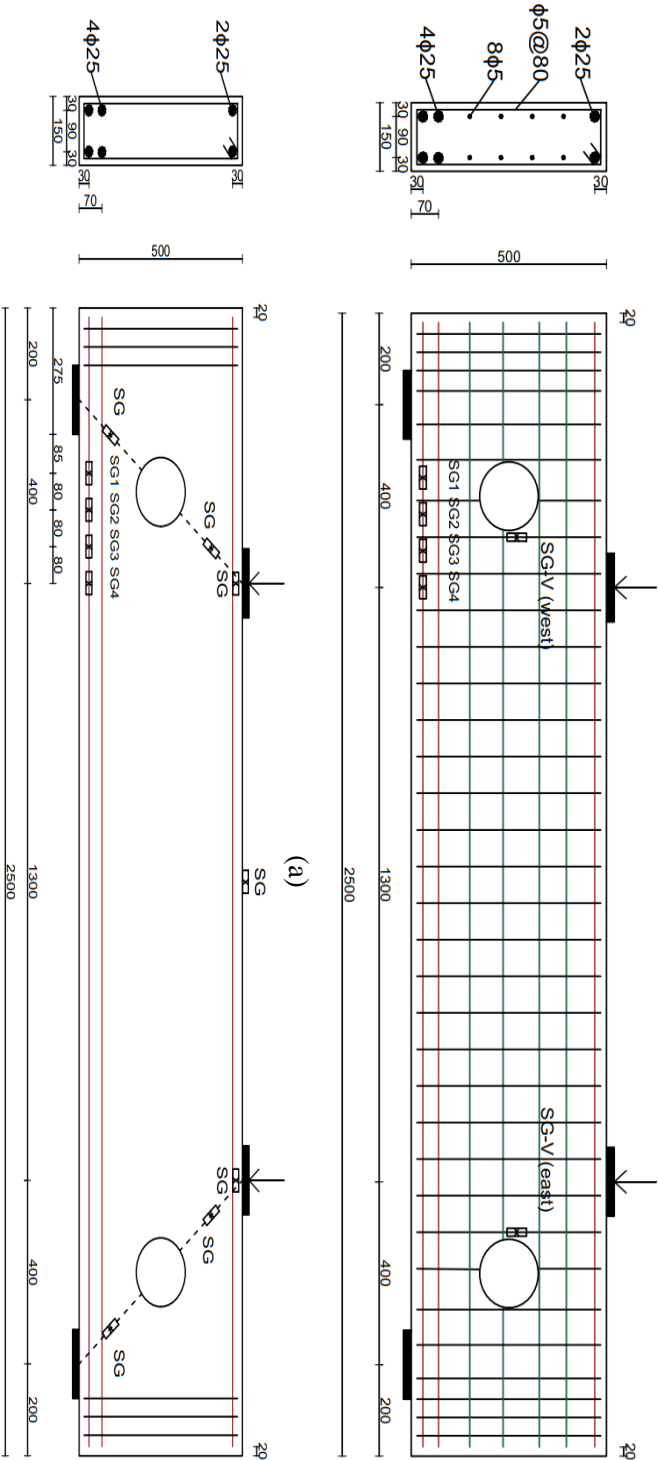 20 20
2ϕ25
30
ϕ5@80
SG-V (west) SG-V (east)
8ϕ5
500
4ϕ25
SG1 SG2 SG3 SG4
70
30
30 90 30
150
200 400 1300 400 200
2500
(a)
20 SG 20
2ϕ25
30
SG SG
SG SG
500
SG SG
SG1 SG2 SG3 SG4
4ϕ25
70
30
30 90 30
150
275 85 80 80 80
200 400 1300 400 200
2500